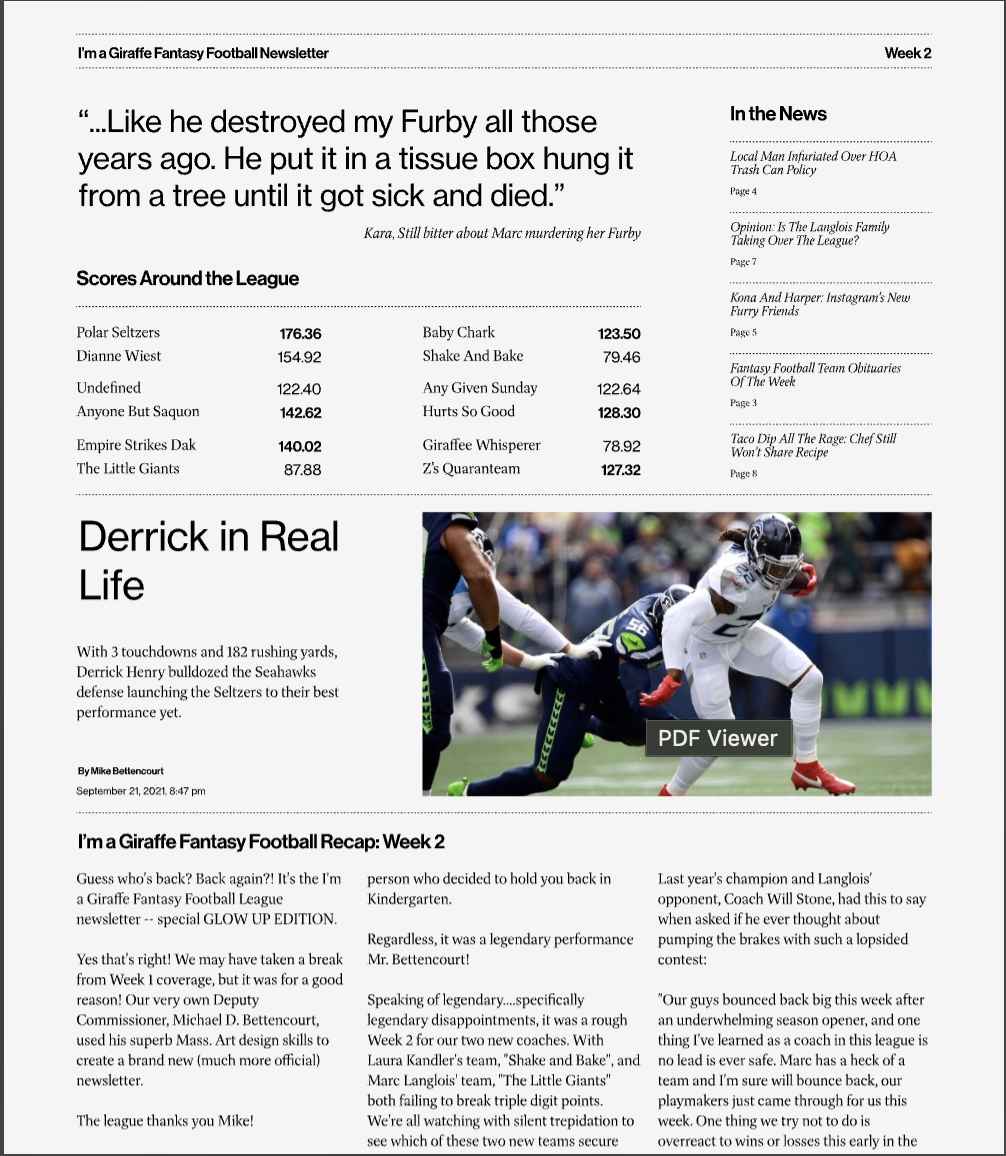 I'm a Giraffe Fantasy Football Newsletter
Week 2
“...Like he destroyed my Furby all those
years ago. He put it in a tissue box hung it
from a tree until it got sick and died.”
Kara, Still bitter about Marc murdering her Furby
Scores Around the League
Polar Seltzers 176.36
Dianne Wiest 154.92
Undefined 122.40
Anyone But Saquon 142.62
Empire Strikes Dak 140.02
The Little Giants 87.88
Baby Chark 123.50
Shake And Bake 79.46
Any Given Sunday 122.64
Hurts So Good 128.30
Giraffee Whisperer 78.92
Z's Quaranteam 127.32
In the News
Local Man Infuriated Over HOA
Trash Can Policy
Page 4
Opinion: Is The Langlois Family
Taking Over The League?
Page 7
Kona And Harper: Instagram's New
Furry Friends
Page 5
Fantasy Football Team Obituaries
Of The Week
Page 3
Taco Dip All The Rage: Chef Still
Won't Share Recipe
Page 8
Derrick in Real
Life
With 3 touchdowns and 182 rushing yards,
Derrick Henry bulldozed the Seahawks
defense launching the Seltzers to their best
performance yet.
By Mike Bettencourt
September 21, 2021, 8:47 pm
56
22
2
PDF Viewer
I'm a Giraffe Fantasy Football Recap: Week 2
Guess who's back? Back again?! It's the I'm
a Giraffe Fantasy Football League
newsletter -- special GLOW UP EDITION.
Yes that's right! We may have taken a break
from Week 1 coverage, but it was for a good
reason! Our very own Deputy
Commissioner, Michael D. Bettencourt,
used his superb Mass. Art design skills to
create a brand new (much more official)
newsletter.
The league thanks you Mike!
person who decided to hold you back in
Kindergarten.
Regardless, it was a legendary performance
Mr. Bettencourt!
Speaking of legendary....specifically
legendary disappointments, it was a rough
Week 2 for our two new coaches. With
Laura Kandler's team, "Shake and Bake", and
Marc Langlois' team, "The Little Giants"
both failing to break triple digit points.
We're all watching with silent trepidation to
see which of these two new teams secure
Last year's champion and Langlois'
opponent, Coach Will Stone, had this to say
when asked if he ever thought about
pumping the brakes with such a lopsided
contest:
"Our guys bounced back big this week after
an underwhelming season opener, and one
thing I've learned as a coach in this league is
no lead is ever safe. Marc has a heck of a
team and I'm sure will bounce back, our
playmakers just came through for us this
week. One thing we try not to do is
overreact to wins or losses this early in the